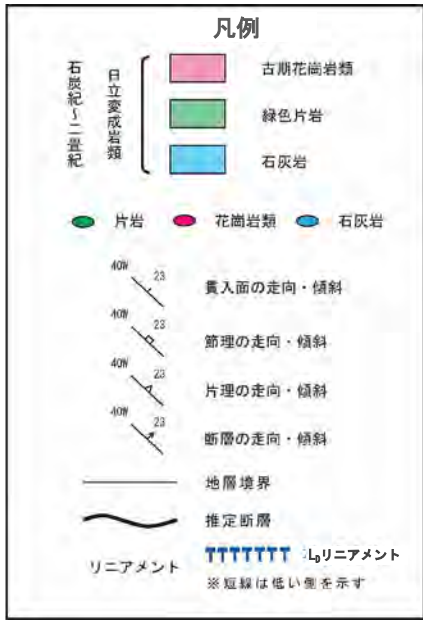 凡例
石炭紀~二畳紀
日立変成岩類
古期花崗岩類
緑色片岩
石灰岩
片岩 花崗岩類 石灰岩
40W 23 貫入面の走向・傾斜
40W 23 節理の走向・傾斜
40W 23 片理の走向・傾斜
40W 23 断層の走向・傾斜
地層境界
推定断層
リニアメント LDリニアメント
※短線は低い側を示す